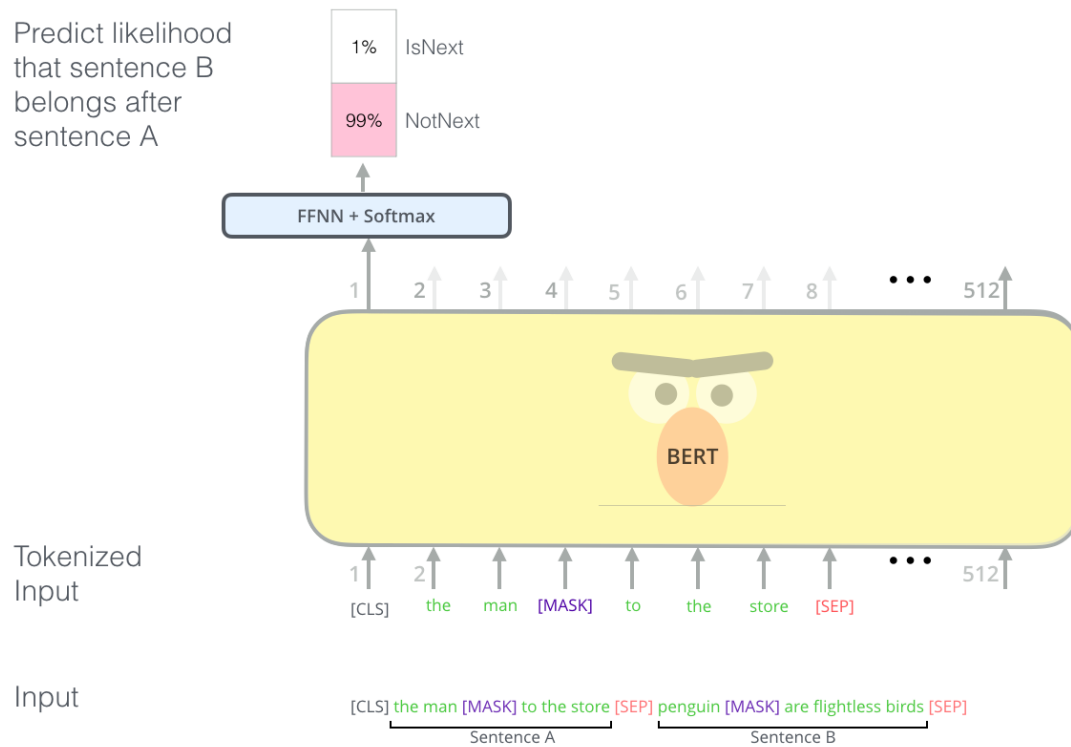 Predict likelihood
that sentence B
belongs after
sentence A
1% IsNext
99% NotNext
FFNN + Softmax
1 2 3 4 5 6 7 8 ••• 512
BERT
Tokenized
Input
1 2 ••• 512
[CLS] the man [MASK] to the store [SEP]
Input
[CLS] the man [MASK] to the store [SEP] penguin [MASK] are flightless birds [SEP]
Sentence A Sentence B